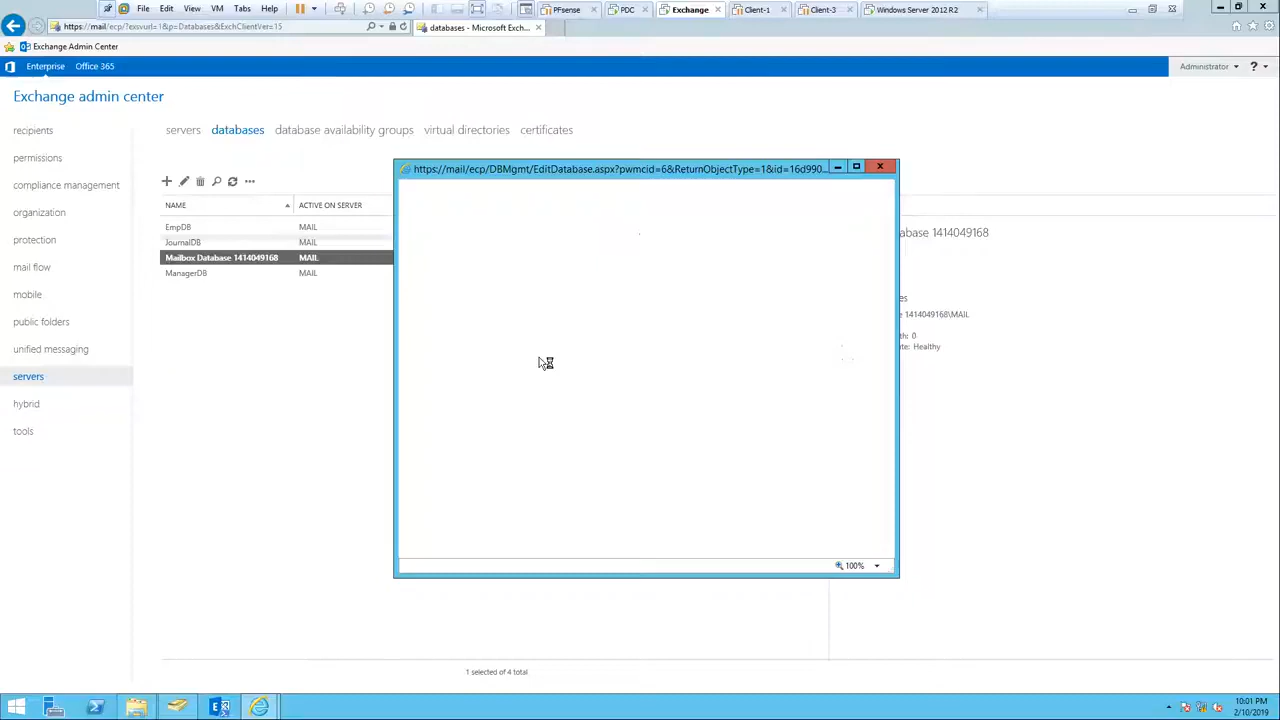 File Edit View VM Tabs Help PFsense PDC Exchange Client-1 Client-3 Windows Server 2012 R2
https://mail/ecp/?exsvurl=1&p=Databases&ExchClientVer=15 databases - Microsoft Exch...
Exchange Admin Center
Enterprise Office 365 Administrator ?
Exchange admin center
recipients
permissions
compliance management
organization
protection
mail flow
mobile
public folders
unified messaging
servers
hybrid
tools
servers databases database availability groups virtual directories certificates
NAME ACTIVE ON SERVER
EmpDB MAIL
JournalDB MAIL
Mailbox Database 1414049168 MAIL
ManagerDB MAIL
https://mail/ecp/DBMgmt/EditDatabase.aspx?pwmcid=6&ReturnObjectType=1&id=16d990...
100%
abase 1414049168
es
e 1414049168\MAIL
th: 0
ate: Healthy
1 selected of 4 total
10:01 PM
2/10/2019